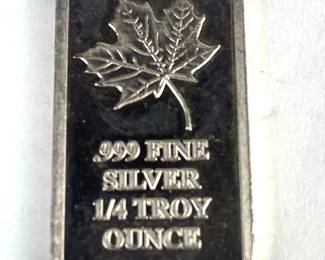 .999 FINE
SILVER
1/4 TROY
OUNCE